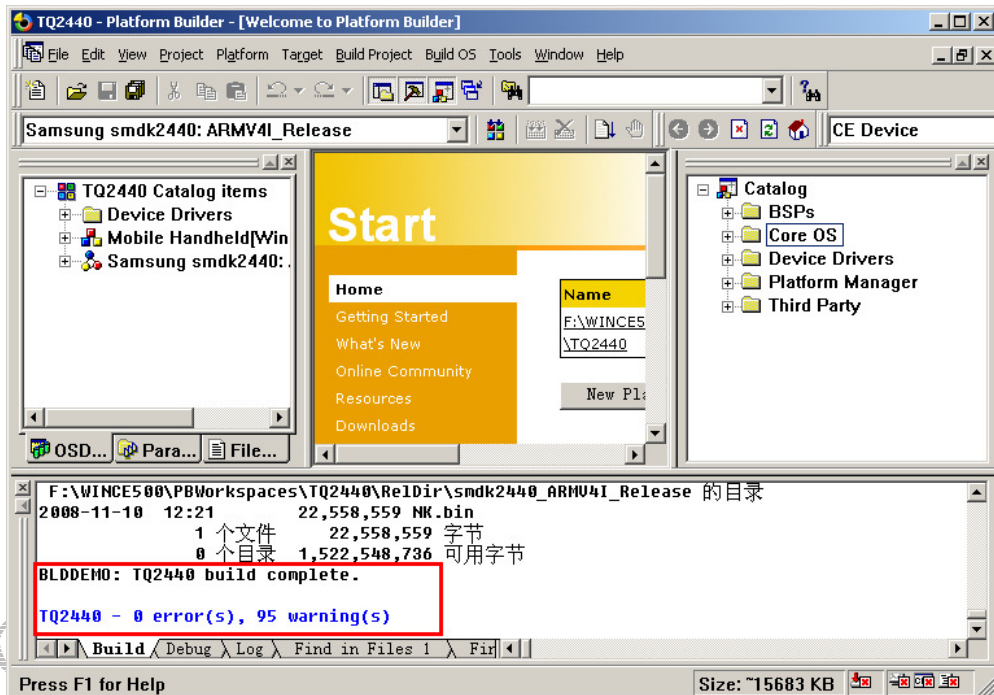 TQ2440 - Platform Builder - [Welcome to Platform Builder]
File Edit View Project Platform Target Build Project Build OS Tools Window Help
Samsung smdk2440: ARMV4I_Release
CE Device
TQ2440 Catalog items
Device Drivers
Mobile Handheld[Win
Samsung smdk2440: .
OSD... Para... File...
Start
Home
Getting Started
What's New
Online Community
Resources
Downloads
Name
F:\WINCE5
\TQ2440
New Pla
Catalog
BSPs
Core OS
Device Drivers
Platform Manager
Third Party
F:\WINCE500\PBWorkspaces\TQ2440\RelDir\smdk2440_ARMV4I_Release 的目录
2008-11-10 12:21 22,558,559 NK.bin
1 个文件 22,558,559 字节
0 个目录 1,522,548,736 可用字节
BLDDEMO: TQ2440 build complete.
TQ2440 - 0 error(s), 95 warning(s)
Build Debug Log Find in Files 1 Fin
Press F1 for Help
Size: ~15683 KB